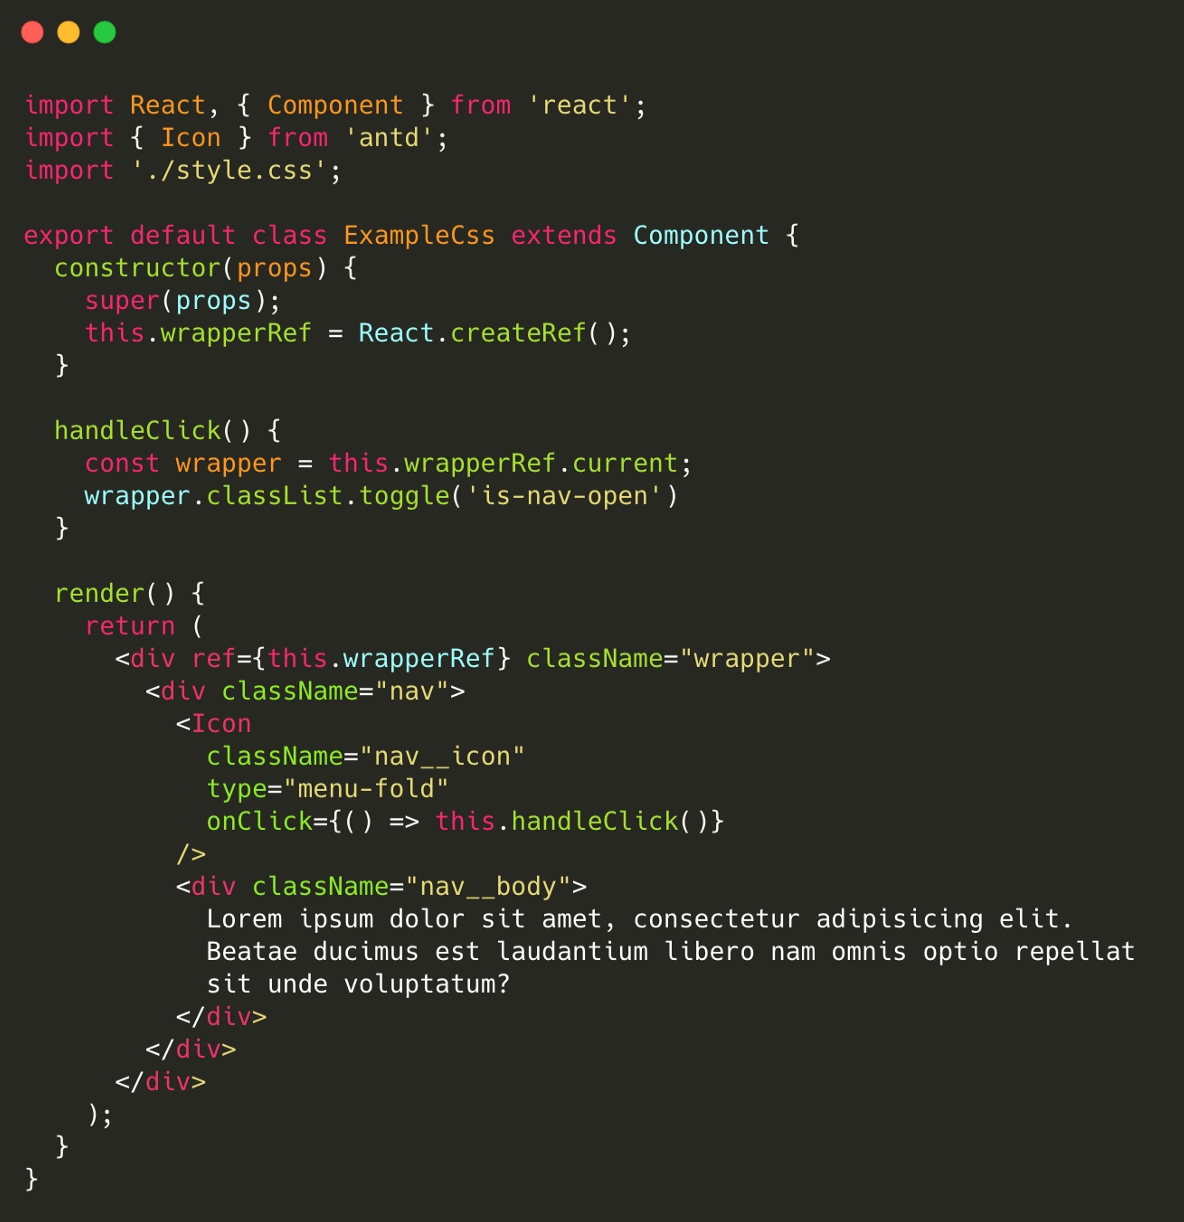 import React, { Component } from 'react';
import { Icon } from 'antd';
import './style.css';

export default class ExampleCss extends Component {
  constructor(props) {
    super(props);
    this.wrapperRef = React.createRef();
  }

  handleClick() {
    const wrapper = this.wrapperRef.current;
    wrapper.classList.toggle('is-nav-open')
  }

  render() {
    return (
      <div ref={this.wrapperRef} className="wrapper">
        <div className="nav">
          <Icon
            className="nav__icon"
            type="menu-fold"
            onClick={() => this.handleClick()}
          />
          <div className="nav__body">
            Lorem ipsum dolor sit amet, consectetur adipisicing elit.
            Beatae ducimus est laudantium libero nam omnis optio repellat
            sit unde voluptatum?
          </div>
        </div>
      </div>
    );
  }
}